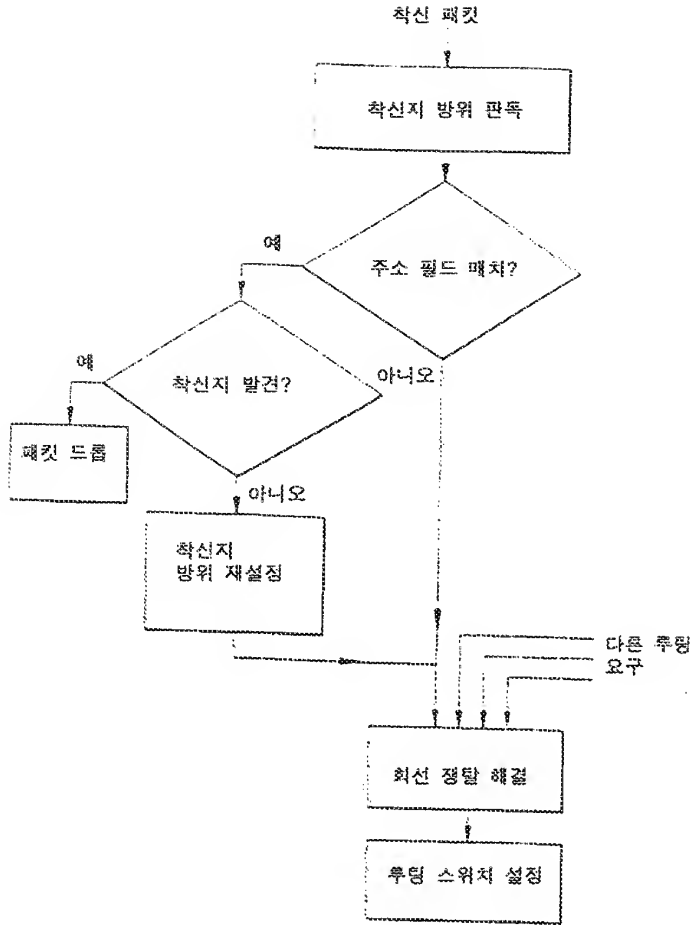 착신 패킷
착신지 방위 판독
예
주소 필드 매치?
예
착신지 발견?
아니오
패킷 드롭
아니오
착신지
방위 재설정
다른 루팅
요구
회선 쟁탈 해결
루팅 스위치 설정